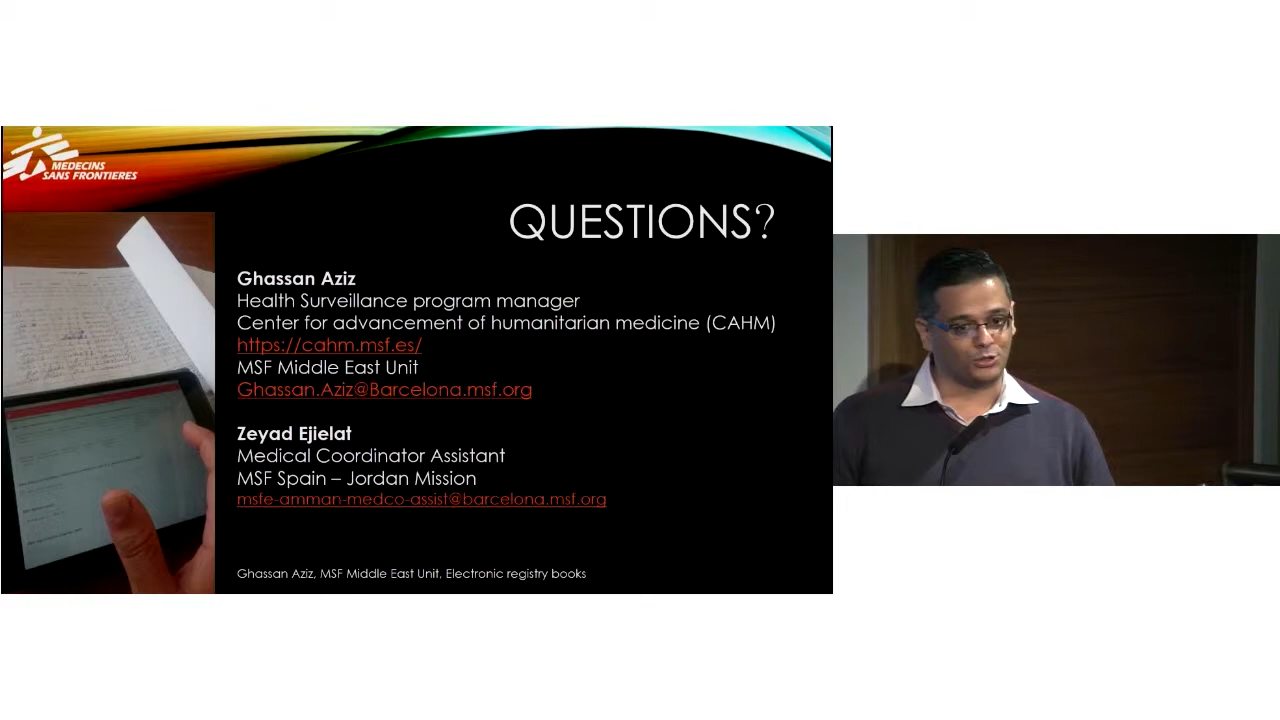 MEDECINS
SANS FRONTIERES
QUESTIONS?
Ghassan Aziz
Health Surveillance program manager
Center for advancement of humanitarian medicine (CAHM)
https://cahm.msf.es/
MSF Middle East Unit
Ghassan.Aziz@Barcelona.msf.org
Zeyad Ejielat
Medical Coordinator Assistant
MSF Spain – Jordan Mission
msfe-amman-medco-assist@barcelona.msf.org
Ghassan Aziz, MSF Middle East Unit, Electronic registry books